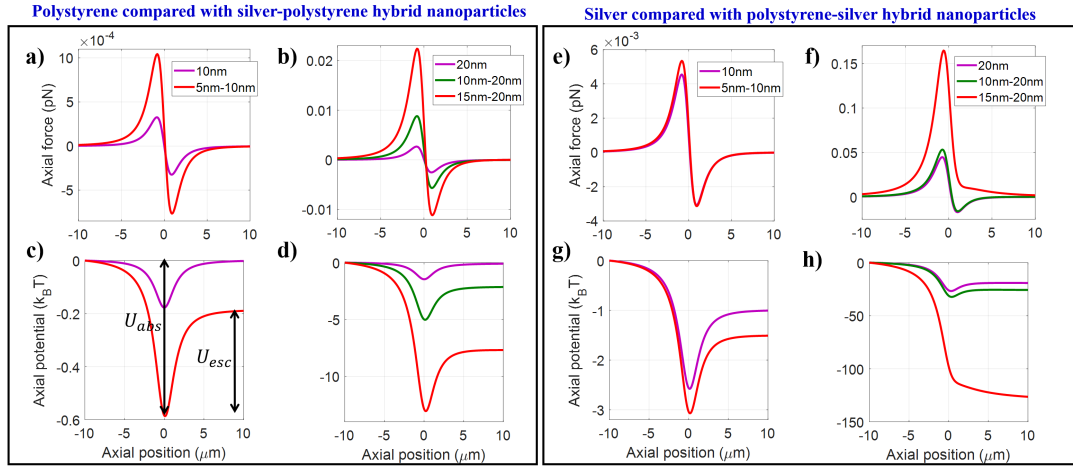 Polystyrene compared with silver-polystyrene hybrid nanoparticles
a)
10
×10⁻⁴
5
0
-5
Axial force (pN)
10nm
5nm-10nm
-10 -5 0 5 10
b)
0.02
0.01
0
-0.01
20nm
10nm-20nm
15nm-20nm
-10 -5 0 5 10
c)
0
-0.2
-0.4
-0.6
Axial potential (k_BT)
U_abs
U_esc
-10 -5 0 5 10
Axial position (μm)
d)
0
-5
-10
-10 -5 0 5 10
Axial position (μm)
Silver compared with polystyrene-silver hybrid nanoparticles
e)
6
×10⁻³
4
2
0
-2
-4
Axial force (pN)
10nm
5nm-10nm
-10 -5 0 5 10
f)
0.15
0.1
0.05
0
20nm
10nm-20nm
15nm-20nm
-10 -5 0 5 10
g)
0
-1
-2
-3
Axial potential (k_BT)
-10 -5 0 5 10
Axial position (μm)
h)
0
-50
-100
-150
-10 -5 0 5 10
Axial position (μm)